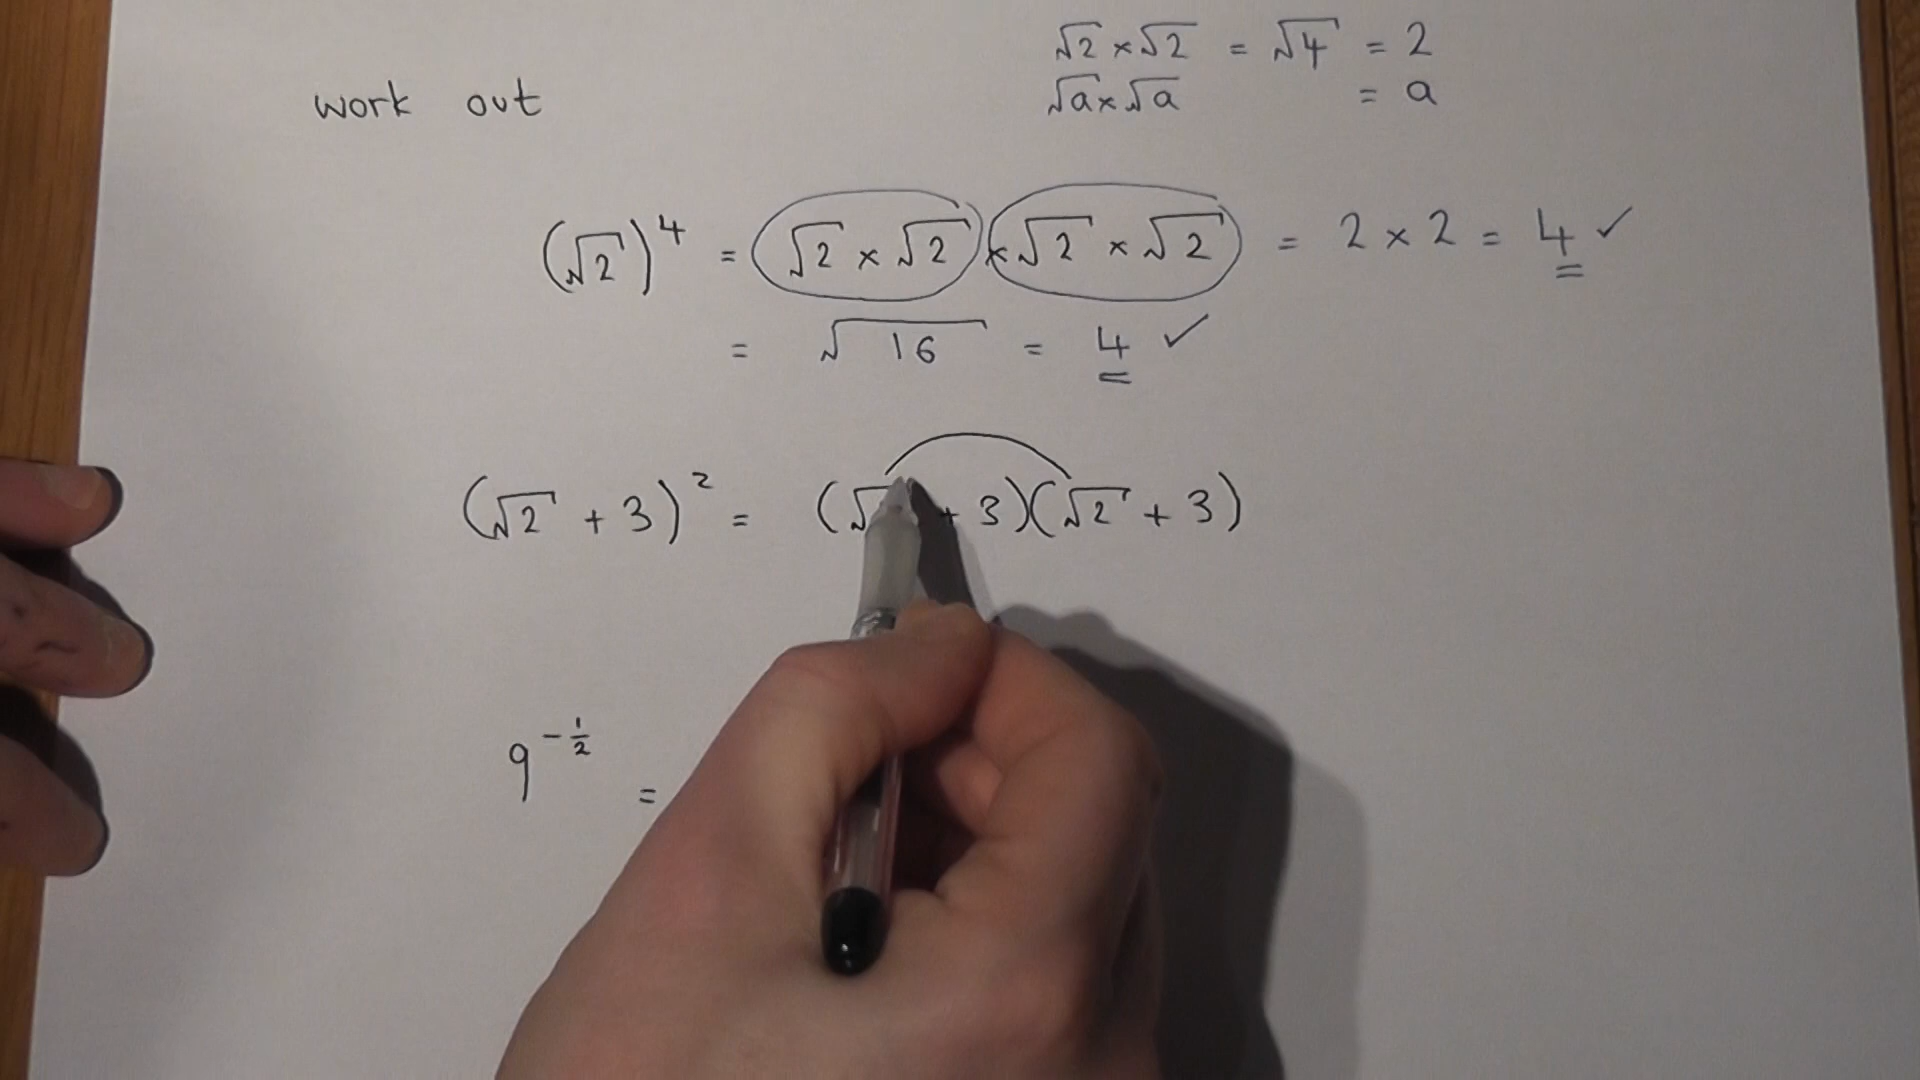 √2 × √2 = √4 = 2
√a × √a = a
work out
(√2)⁴ = √2 × √2 × √2 × √2 = 2 × 2 = 4 ✓
= √16 = 4 ✓
(√2 + 3)² = (√ + 3)(√2 + 3)
9^-½ =